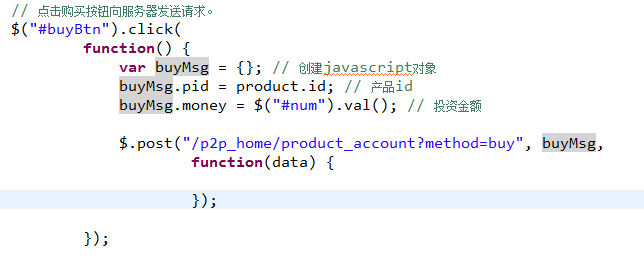 // 点击购买按钮向服务器发送请求。
$("#buyBtn").click(
function() {
var buyMsg = {}; // 创建javascript对象
buyMsg.pid = product.id; // 产品id
buyMsg.money = $("#num").val(); // 投资金额
$.post("/p2p_home/product_account?method=buy", buyMsg,
function(data) {
});
});